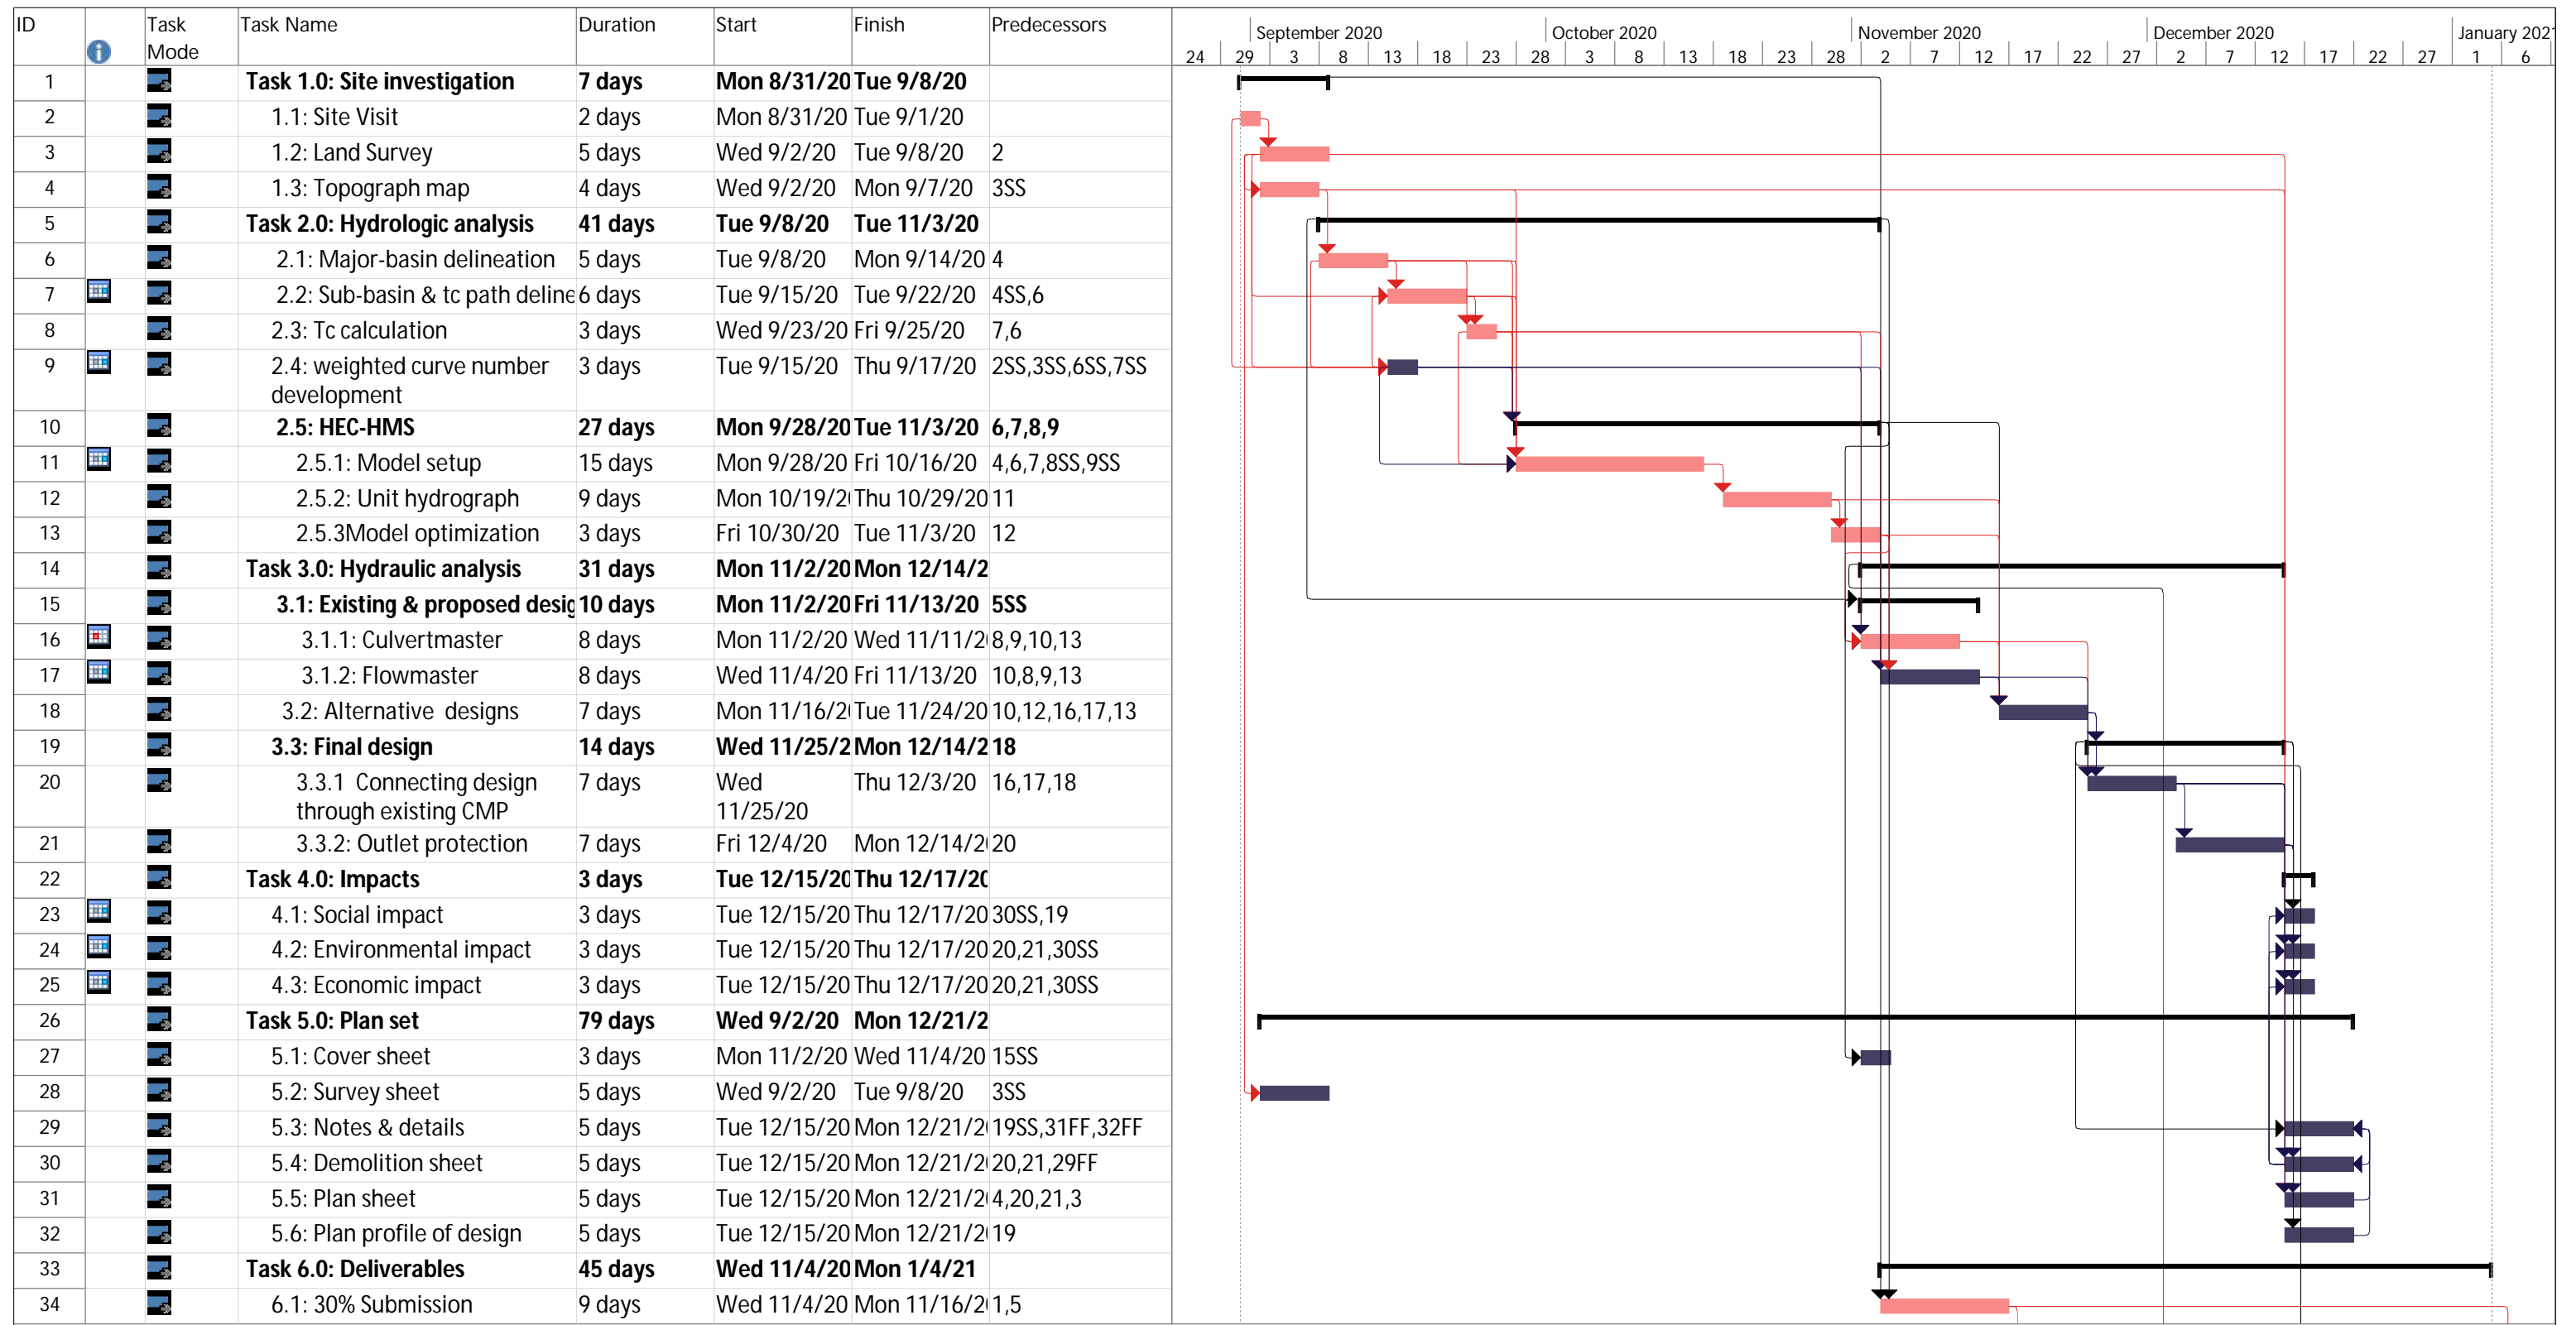 ID Task Mode Task Name Duration Start Finish Predecessors
September 2020 October 2020 November 2020 December 2020 January 202
24 29 3 8 13 18 23 28 3 8 13 18 23 28 2 7 12 17 22 27 2 7 12 17 22 27 1 6
1 Task 1.0: Site investigation 7 days Mon 8/31/20 Tue 9/8/20
2 1.1: Site Visit 2 days Mon 8/31/20 Tue 9/1/20
3 1.2: Land Survey 5 days Wed 9/2/20 Tue 9/8/20 2
4 1.3: Topograph map 4 days Wed 9/2/20 Mon 9/7/20 3SS
5 Task 2.0: Hydrologic analysis 41 days Tue 9/8/20 Tue 11/3/20
6 2.1: Major-basin delineation 5 days Tue 9/8/20 Mon 9/14/20 4
7 2.2: Sub-basin & tc path deline 6 days Tue 9/15/20 Tue 9/22/20 4SS,6
8 2.3: Tc calculation 3 days Wed 9/23/20 Fri 9/25/20 7,6
9 2.4: weighted curve number 3 days Tue 9/15/20 Thu 9/17/20 2SS,3SS,6SS,7SS
development
10 2.5: HEC-HMS 27 days Mon 9/28/20 Tue 11/3/20 6,7,8,9
11 2.5.1: Model setup 15 days Mon 9/28/20 Fri 10/16/20 4,6,7,8SS,9SS
12 2.5.2: Unit hydrograph 9 days Mon 10/19/2 Thu 10/29/20 11
13 2.5.3Model optimization 3 days Fri 10/30/20 Tue 11/3/20 12
14 Task 3.0: Hydraulic analysis 31 days Mon 11/2/20 Mon 12/14/2
15 3.1: Existing & proposed desig 10 days Mon 11/2/20 Fri 11/13/20 5SS
16 3.1.1: Culvertmaster 8 days Mon 11/2/20 Wed 11/11/2 8,9,10,13
17 3.1.2: Flowmaster 8 days Wed 11/4/20 Fri 11/13/20 10,8,9,13
18 3.2: Alternative designs 7 days Mon 11/16/2 Tue 11/24/20 10,12,16,17,13
19 3.3: Final design 14 days Wed 11/25/2 Mon 12/14/2 18
20 3.3.1 Connecting design 7 days Wed Thu 12/3/20 16,17,18
through existing CMP 11/25/20
21 3.3.2: Outlet protection 7 days Fri 12/4/20 Mon 12/14/2 20
22 Task 4.0: Impacts 3 days Tue 12/15/20 Thu 12/17/20
23 4.1: Social impact 3 days Tue 12/15/20 Thu 12/17/20 30SS,19
24 4.2: Environmental impact 3 days Tue 12/15/20 Thu 12/17/20 20,21,30SS
25 4.3: Economic impact 3 days Tue 12/15/20 Thu 12/17/20 20,21,30SS
26 Task 5.0: Plan set 79 days Wed 9/2/20 Mon 12/21/2
27 5.1: Cover sheet 3 days Mon 11/2/20 Wed 11/4/20 15SS
28 5.2: Survey sheet 5 days Wed 9/2/20 Tue 9/8/20 3SS
29 5.3: Notes & details 5 days Tue 12/15/20 Mon 12/21/2 19SS,31FF,32FF
30 5.4: Demolition sheet 5 days Tue 12/15/20 Mon 12/21/2 20,21,29FF
31 5.5: Plan sheet 5 days Tue 12/15/20 Mon 12/21/2 4,20,21,3
32 5.6: Plan profile of design 5 days Tue 12/15/20 Mon 12/21/2 19
33 Task 6.0: Deliverables 45 days Wed 11/4/20 Mon 1/4/21
34 6.1: 30% Submission 9 days Wed 11/4/20 Mon 11/16/2 1,5